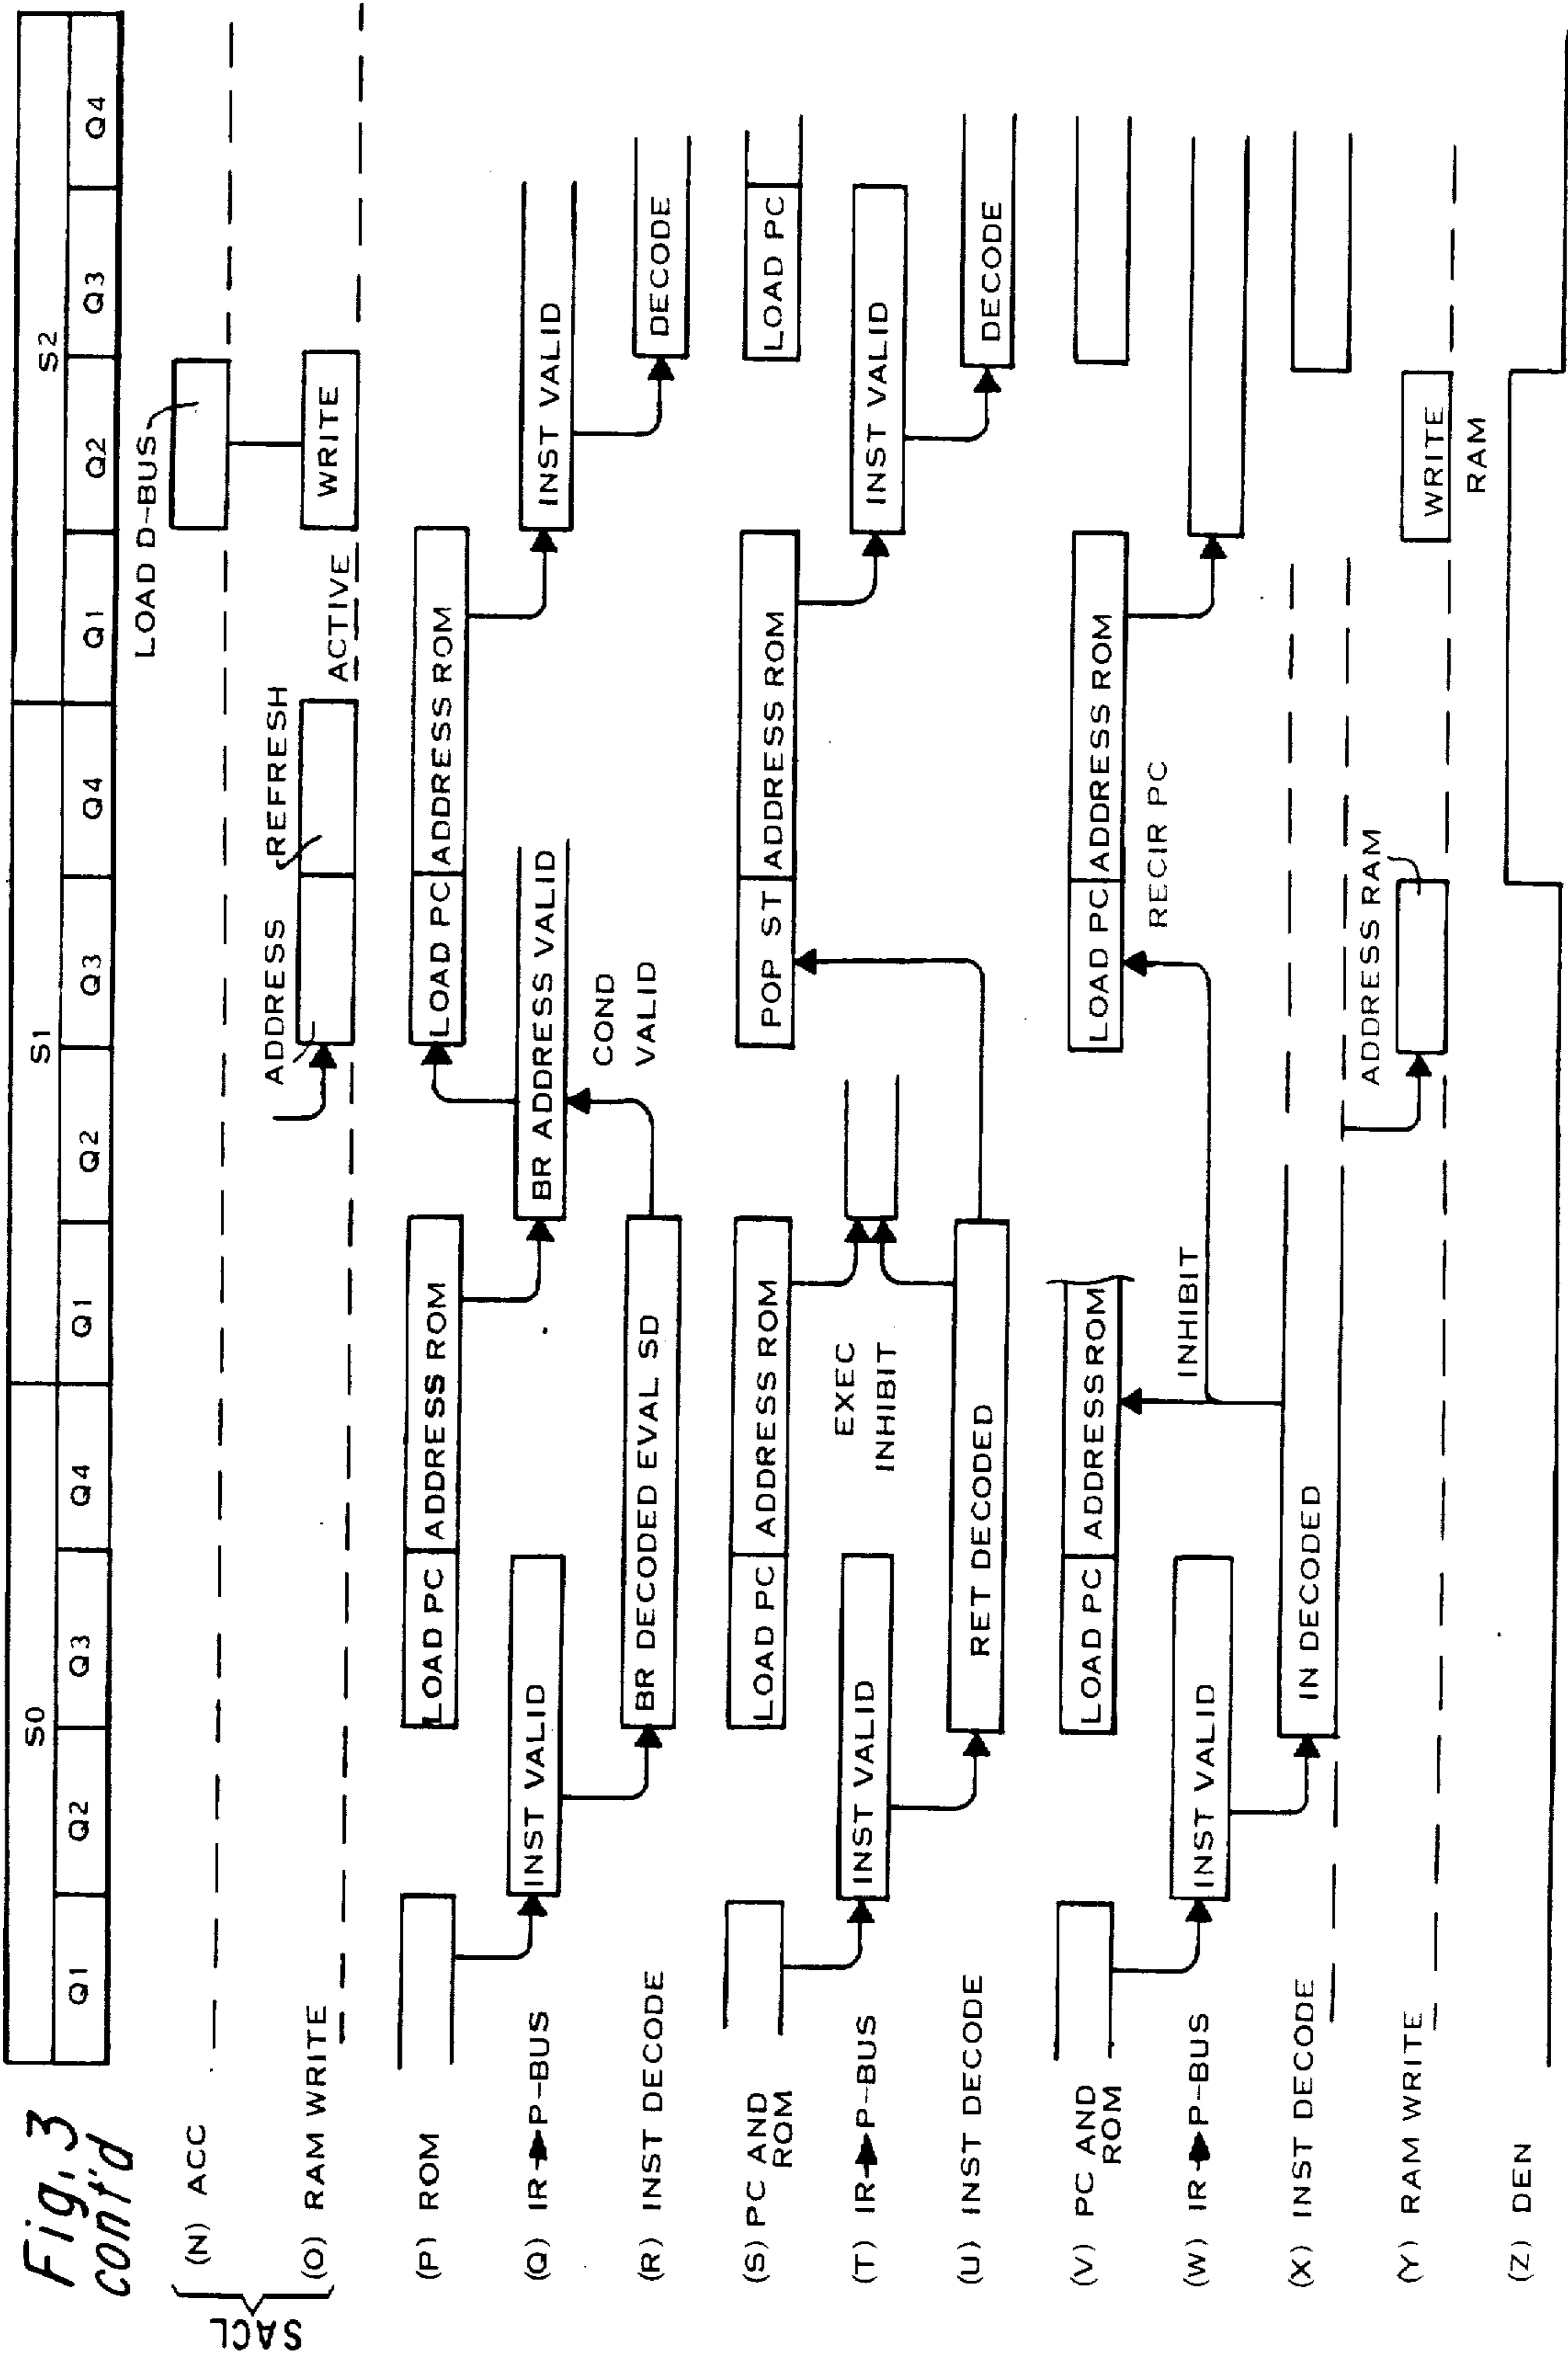 Fig, 3
cont'd
S0 S1 S2
Q1 Q2 Q3 Q4 Q1 Q2 Q3 Q4 Q1 Q2 Q3 Q4
SACL
(N) ACC
LOAD D-BUS
(O) RAM WRITE
ADDRESS
REFRESH
ACTIVE
WRITE
(P) ROM
LOAD PC ADDRESS ROM
LOAD PC ADDRESS ROM
(Q) IR→P-BUS
INST VALID
BR ADDRESS VALID
INST VALID
COND
VALID
(R) INST DECODE
BR DECODED EVAL SD
DECODE
(S) PC AND
ROM
LOAD PC ADDRESS ROM
POP ST ADDRESS ROM
LOAD PC
(T) IR→P-BUS
INST VALID
EXEC
INHIBIT
INST VALID
(U) INST DECODE
RET DECODED
DECODE
(V) PC AND
ROM
LOAD PC ADDRESS ROM
LOAD PC ADDRESS ROM
RECIR PC
(W) IR→P-BUS
INST VALID
INHIBIT
(X) INST DECODE
IN DECODED
ADDRESS RAM
(Y) RAM WRITE
WRITE
RAM
(Z) DEN